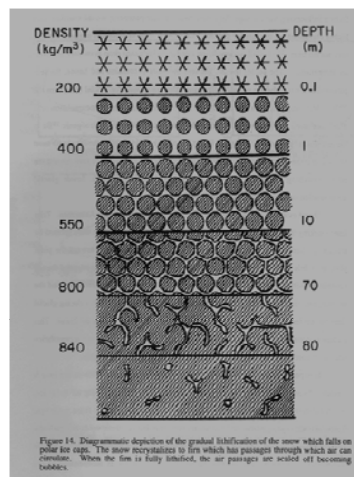 DENSITY DEPTH
(kg/m³) (m)
200 0.1
400 1
550 10
800 70
840 80
Figure 14. Diagrammatic depiction of the gradual lithification of the snow which falls on
polar ice caps. The snow recrystalizes to firn which has passages through which air can
circulate. When the firn is fully lithified, the air passages are sealed off becoming
bubbles.